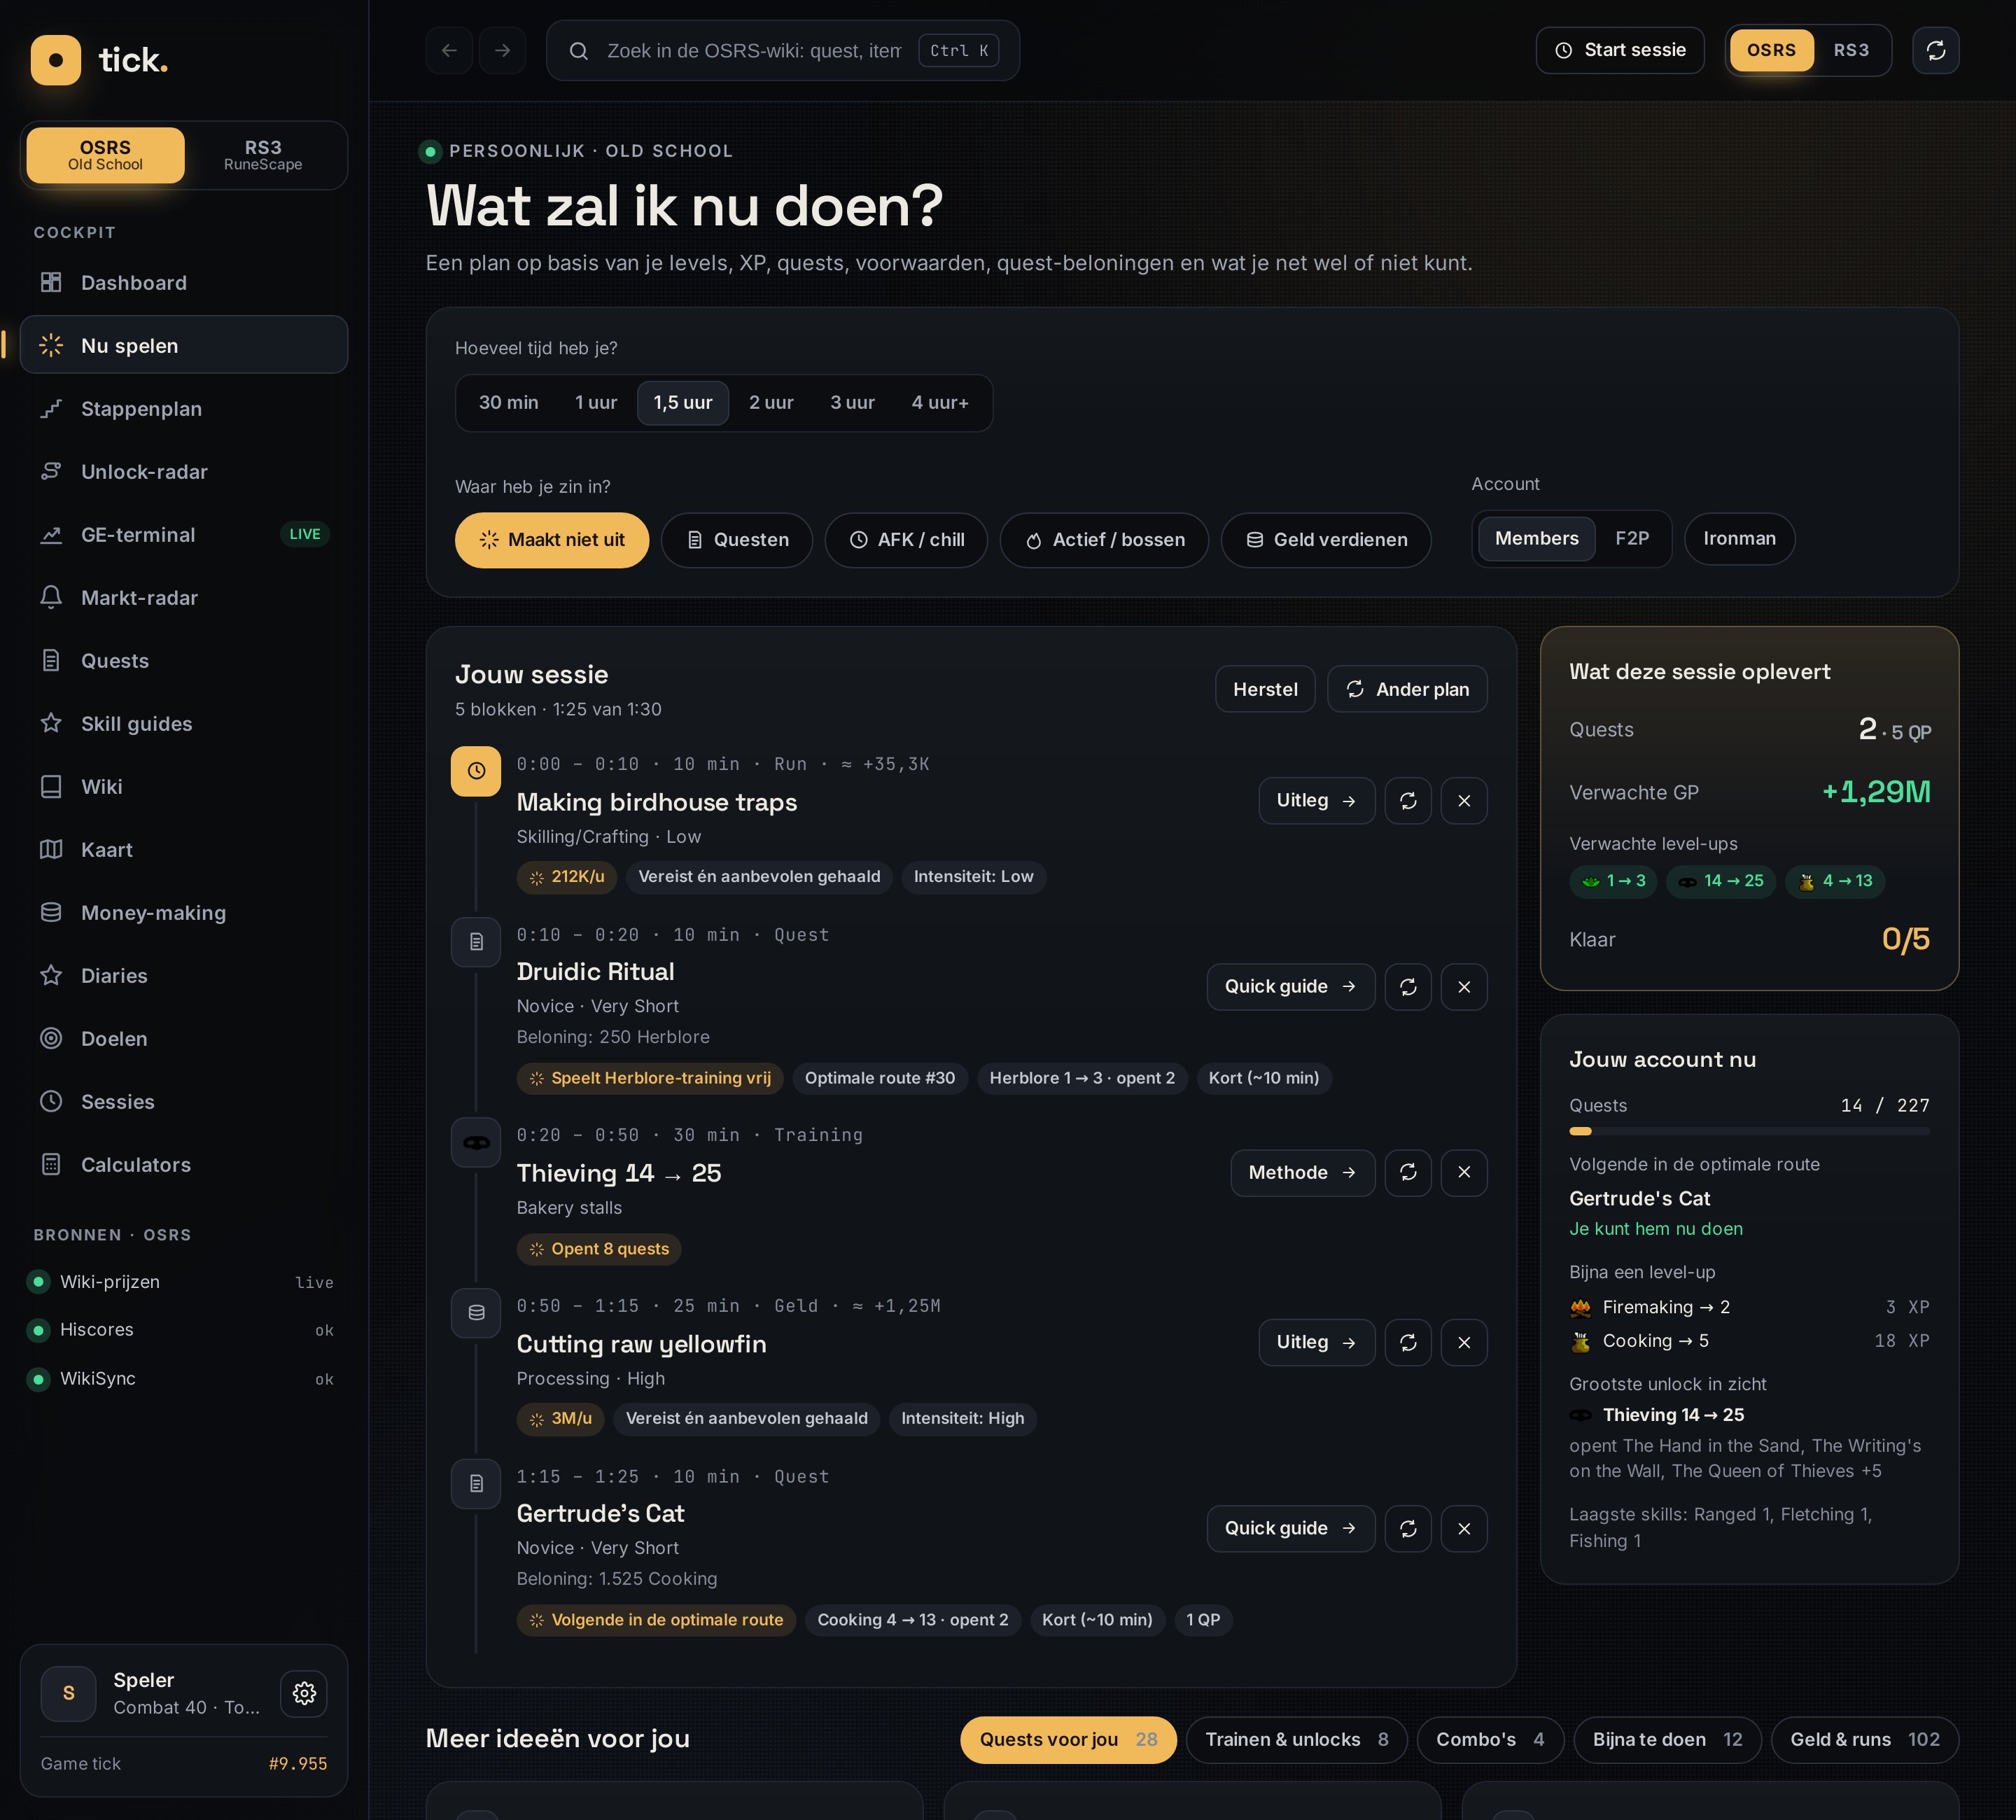 tick.
OSRS
Old School
RS3
RuneScape
COCKPIT
Dashboard
Nu spelen
Stappenplan
Unlock-radar
GE-terminal LIVE
Markt-radar
Quests
Skill guides
Wiki
Kaart
Money-making
Diaries
Doelen
Sessies
Calculators
BRONNEN · OSRS
Wiki-prijzen live
Hiscores ok
WikiSync ok
S
Speler
Combat 40 · To...
Game tick #9.955
Zoek in de OSRS-wiki: quest, item Ctrl K
Start sessie
OSRS RS3
PERSOONLIJK · OLD SCHOOL
Wat zal ik nu doen?
Een plan op basis van je levels, XP, quests, voorwaarden, quest-beloningen en wat je net wel of niet kunt.
Hoeveel tijd heb je?
30 min 1 uur 1,5 uur 2 uur 3 uur 4 uur+
Waar heb je zin in?
Maakt niet uit Questen AFK / chill Actief / bossen Geld verdienen
Account
Members F2P Ironman
Jouw sessie
5 blokken · 1:25 van 1:30
Herstel Ander plan
0:00 – 0:10 · 10 min · Run · ≈ +35,3K
Making birdhouse traps
Skilling/Crafting · Low
212K/u Vereist én aanbevolen gehaald Intensiteit: Low
Uitleg →
0:10 – 0:20 · 10 min · Quest
Druidic Ritual
Novice · Very Short
Beloning: 250 Herblore
Speelt Herblore-training vrij Optimale route #30 Herblore 1 → 3 · opent 2 Kort (~10 min)
Quick guide →
0:20 – 0:50 · 30 min · Training
Thieving 14 → 25
Bakery stalls
Opent 8 quests
Methode →
0:50 – 1:15 · 25 min · Geld · ≈ +1,25M
Cutting raw yellowfin
Processing · High
3M/u Vereist én aanbevolen gehaald Intensiteit: High
Uitleg →
1:15 – 1:25 · 10 min · Quest
Gertrude's Cat
Novice · Very Short
Beloning: 1.525 Cooking
Volgende in de optimale route Cooking 4 → 13 · opent 2 Kort (~10 min) 1 QP
Quick guide →
Wat deze sessie oplevert
Quests 2 · 5 QP
Verwachte GP +1,29M
Verwachte level-ups
1 → 3 14 → 25 4 → 13
Klaar 0/5
Jouw account nu
Quests 14 / 227
Volgende in de optimale route
Gertrude's Cat
Je kunt hem nu doen
Bijna een level-up
Firemaking → 2 3 XP
Cooking → 5 18 XP
Grootste unlock in zicht
Thieving 14 → 25
opent The Hand in the Sand, The Writing's
on the Wall, The Queen of Thieves +5
Laagste skills: Ranged 1, Fletching 1,
Fishing 1
Meer ideeën voor jou
Quests voor jou 28 Trainen & unlocks 8 Combo's 4 Bijna te doen 12 Geld & runs 102